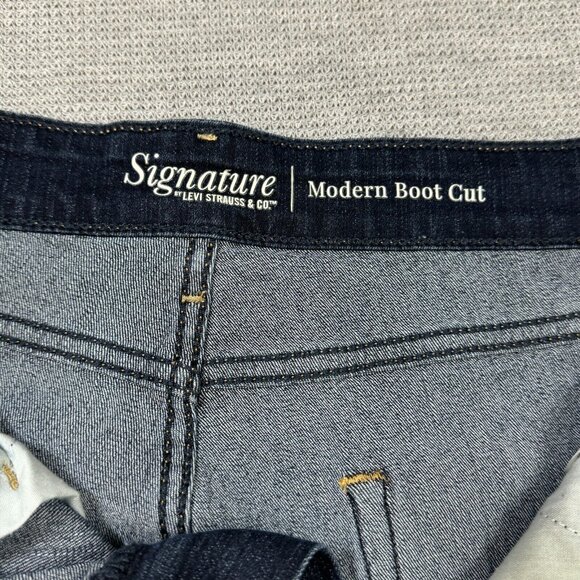 Signature
BY LEVI STRAUSS & CO.™
Modern Boot Cut